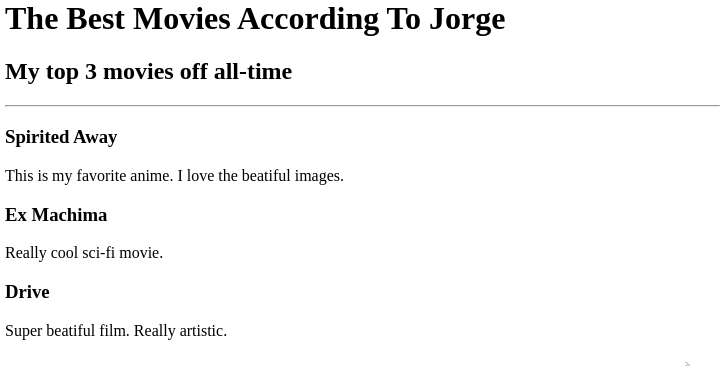 The Best Movies According To Jorge
My top 3 movies off all-time
Spirited Away
This is my favorite anime. I love the beatiful images.
Ex Machima
Really cool sci-fi movie.
Drive
Super beatiful film. Really artistic.